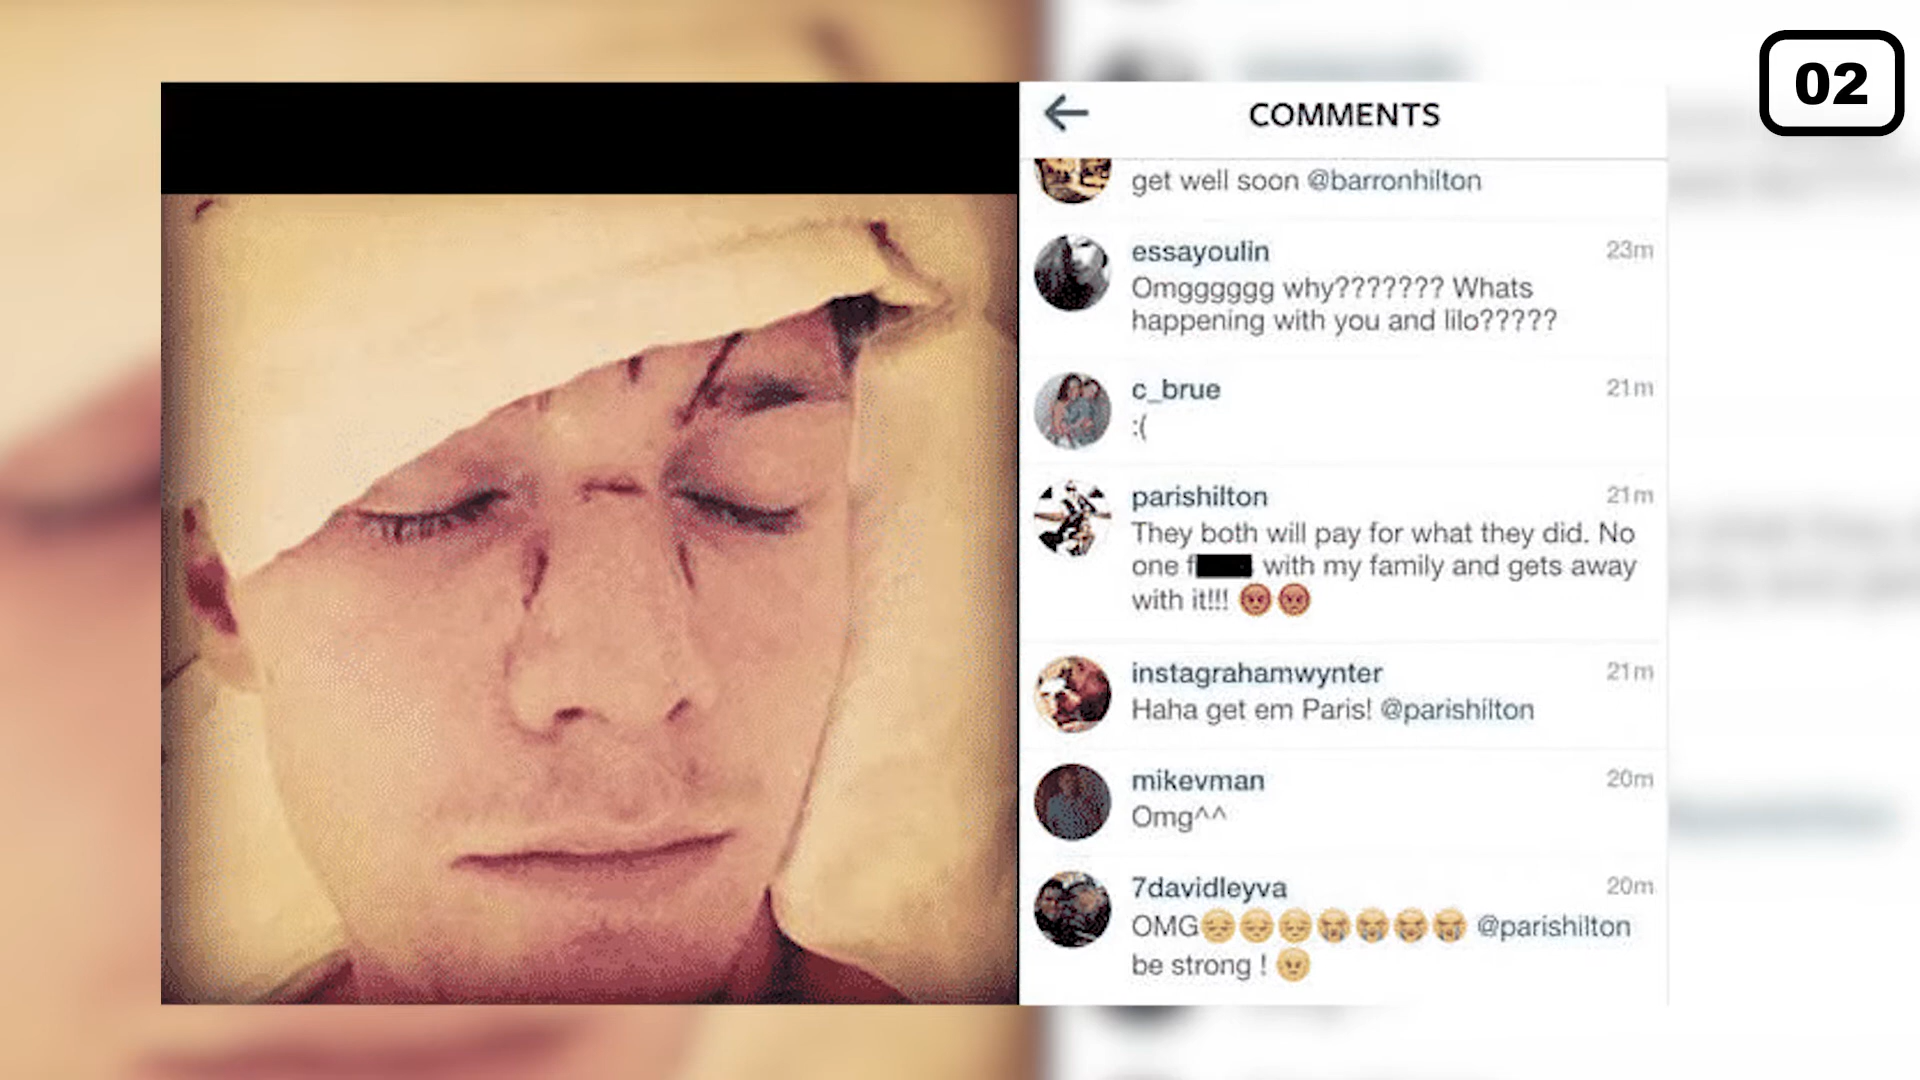 02
COMMENTS
get well soon @barronhilton
essayoulin 23m
Omgggggg why??????? Whats
happening with you and lilo?????
c_brue 21m
:(
parishilton 21m
They both will pay for what they did. No
one f with my family and gets away
with it!!! 😡😡
instagrahamwynter 21m
Haha get em Paris! @parishilton
mikevman 20m
Omg^^
7davidleyva 20m
OMG😔😔😔😭😭😭😭 @parishilton
be strong ! 😠